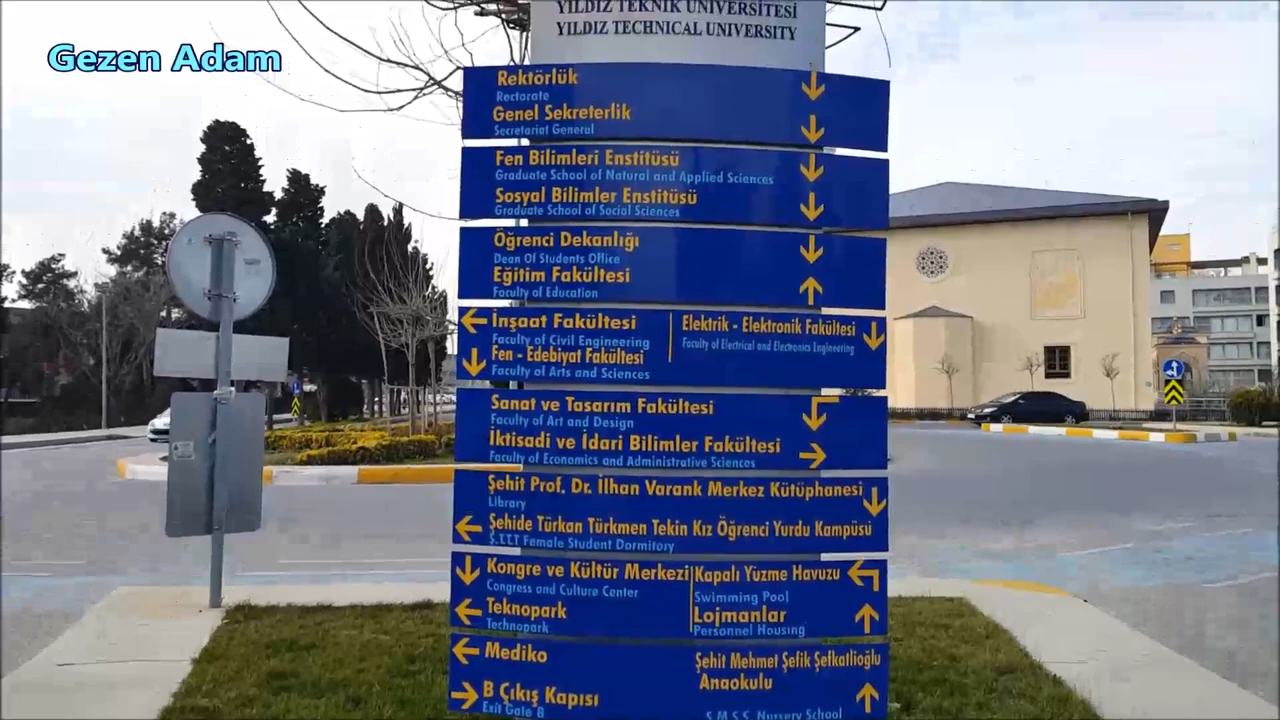 Gezen Adam
YILDIZ TEKNİK ÜNİVERSİTESİ
YILDIZ TECHNICAL UNIVERSITY
Rektörlük
Rectorate
Genel Sekreterlik
Secretariat General
Fen Bilimleri Enstitüsü
Graduate School of Natural and Applied Sciences
Sosyal Bilimler Enstitüsü
Graduate School of Social Sciences
Öğrenci Dekanlığı
Dean Of Students Office
Eğitim Fakültesi
Faculty of Education
İnşaat Fakültesi
Faculty of Civil Engineering
Fen - Edebiyat Fakültesi
Faculty of Arts and Sciences
Elektrik - Elektronik Fakültesi
Faculty of Electrical and Electronics Engineering
Sanat ve Tasarım Fakültesi
Faculty of Art and Design
İktisadi ve İdari Bilimler Fakültesi
Faculty of Economics and Administrative Sciences
Şehit Prof. Dr. İlhan Varank Merkez Kütüphanesi
Library
Şehide Türkan Türkmen Tekin Kız Öğrenci Yurdu Kampüsü
Ş.T.T.T Female Student Dormitory
Kongre ve Kültür Merkezi
Congress and Culture Center
Teknopark
Technopark
Kapalı Yüzme Havuzu
Swimming Pool
Lojmanlar
Personnel Housing
Mediko
B Çıkış Kapısı
Exit Gate B
Şehit Mehmet Şefik Şefkatlioğlu
Anaokulu
Ş.M.Ş.Ş. Nursery School